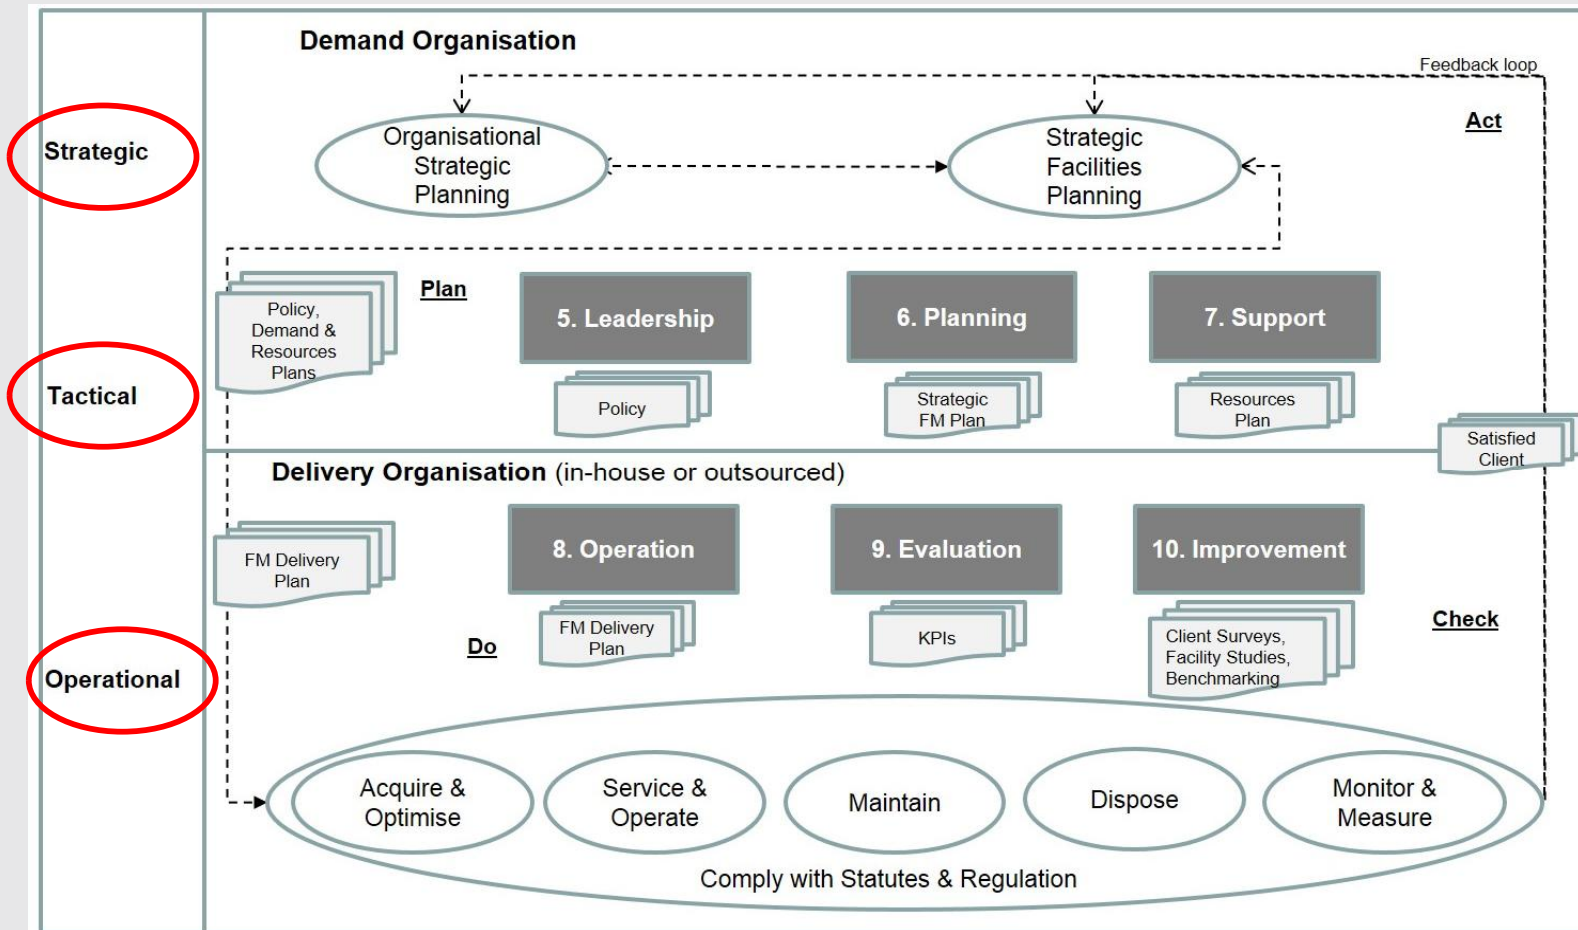 Demand Organisation
Feedback loop
Strategic
Organisational
Strategic
Planning
Strategic
Facilities
Planning
Act
Plan
Policy,
Demand &
Resources
Plans
5. Leadership
6. Planning
7. Support
Tactical
Policy
Strategic
FM Plan
Resources
Plan
Satisfied
Client
Delivery Organisation (in-house or outsourced)
FM Delivery
Plan
8. Operation
9. Evaluation
10. Improvement
Operational
Do
FM Delivery
Plan
KPIs
Client Surveys,
Facility Studies,
Benchmarking
Check
Acquire &
Optimise
Service &
Operate
Maintain
Dispose
Monitor &
Measure
Comply with Statutes & Regulation